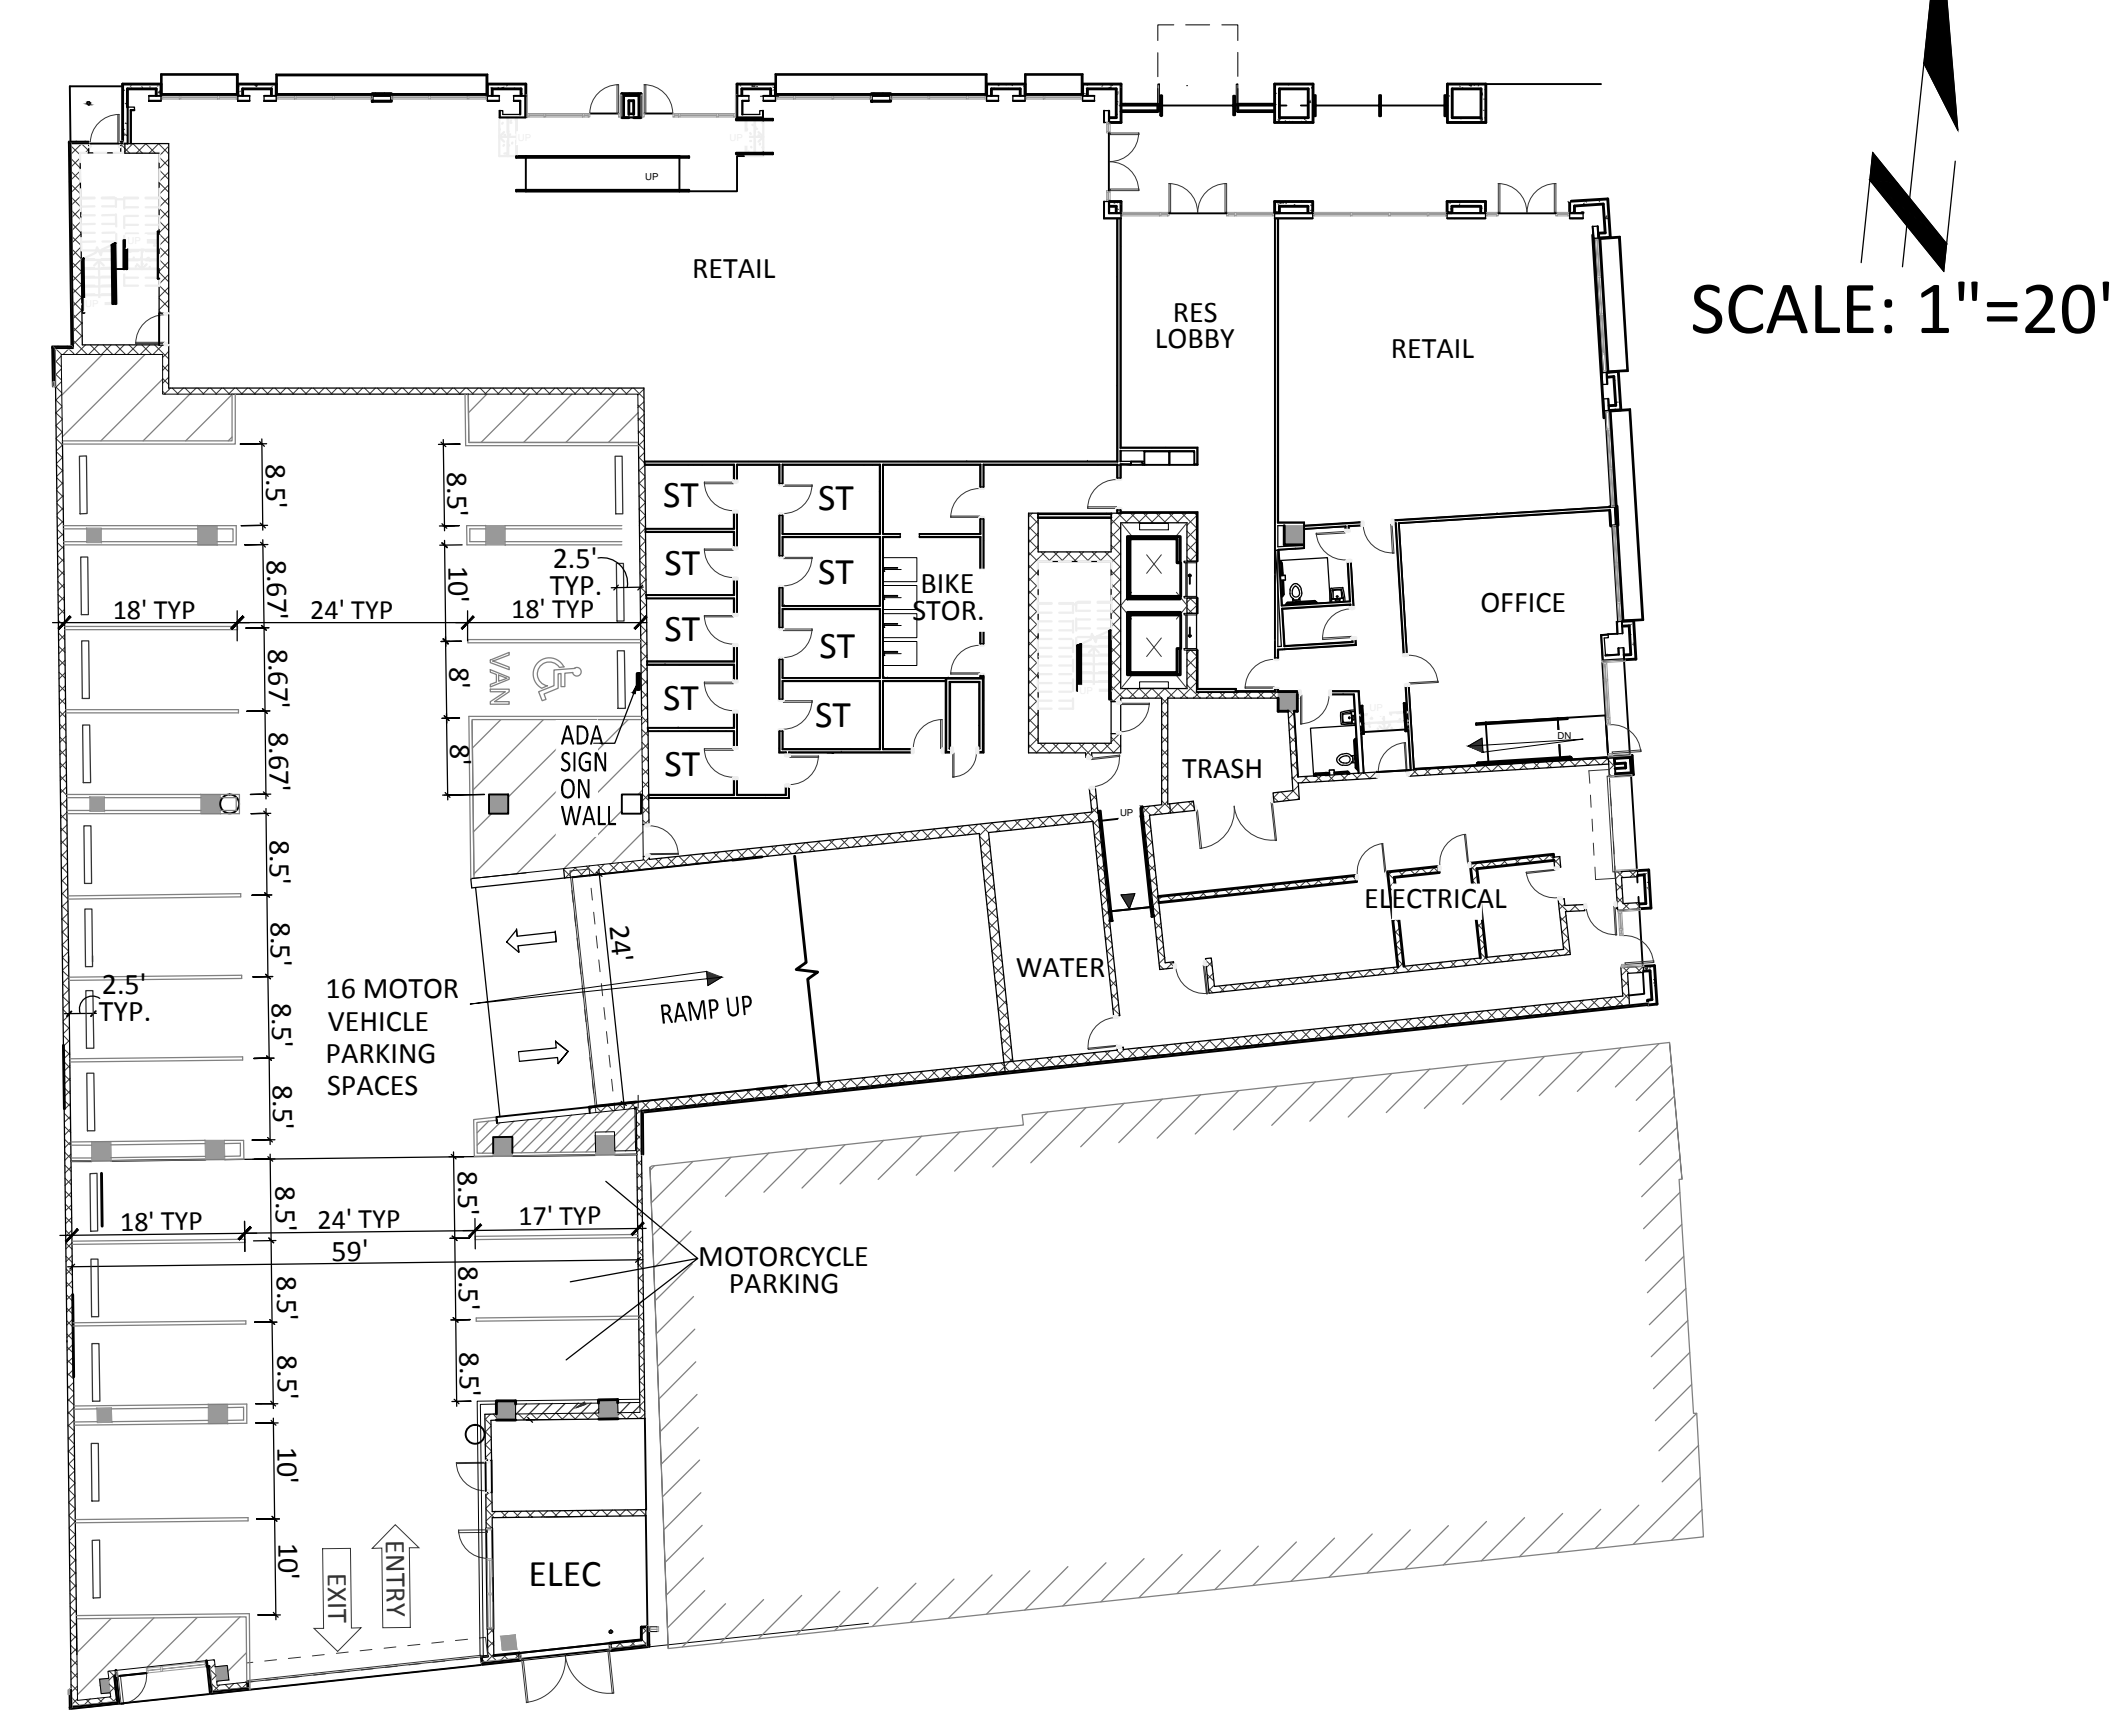 SCALE: 1"=20'
UP
RETAIL
RES
LOBBY
RETAIL
8.5'
8.5'
ST
ST
ST
ST
ST
ST
ST
ST
ST
BIKE
STOR.
OFFICE
2.5'
TYP.
8.67'
10'
18' TYP
24' TYP
18' TYP
8.67'
8'
VAN
8.67'
8'
ADA
SIGN
ON
WALL
TRASH
DN
UP
8.5'
8.5'
8.5'
8.5'
2.5'
TYP.
16 MOTOR
VEHICLE
PARKING
SPACES
24'
RAMP UP
WATER
ELECTRICAL
8.5'
8.5'
18' TYP
24' TYP
17' TYP
59'
MOTORCYCLE
PARKING
8.5'
8.5'
8.5'
8.5'
10'
10'
EXIT
ENTRY
ELEC